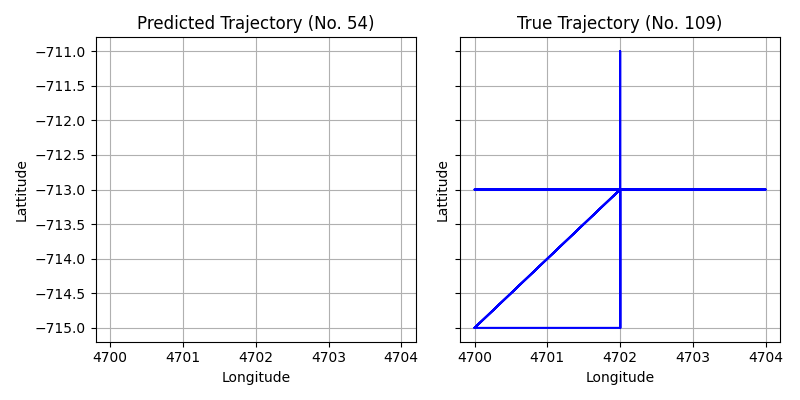 Predicted Trajectory (No. 54)
True Trajectory (No. 109)
−711.0
−711.5
−712.0
−712.5
−713.0
−713.5
−714.0
−714.5
−715.0
Lattitude
Lattitude
4700 4701 4702 4703 4704
4700 4701 4702 4703 4704
Longitude
Longitude